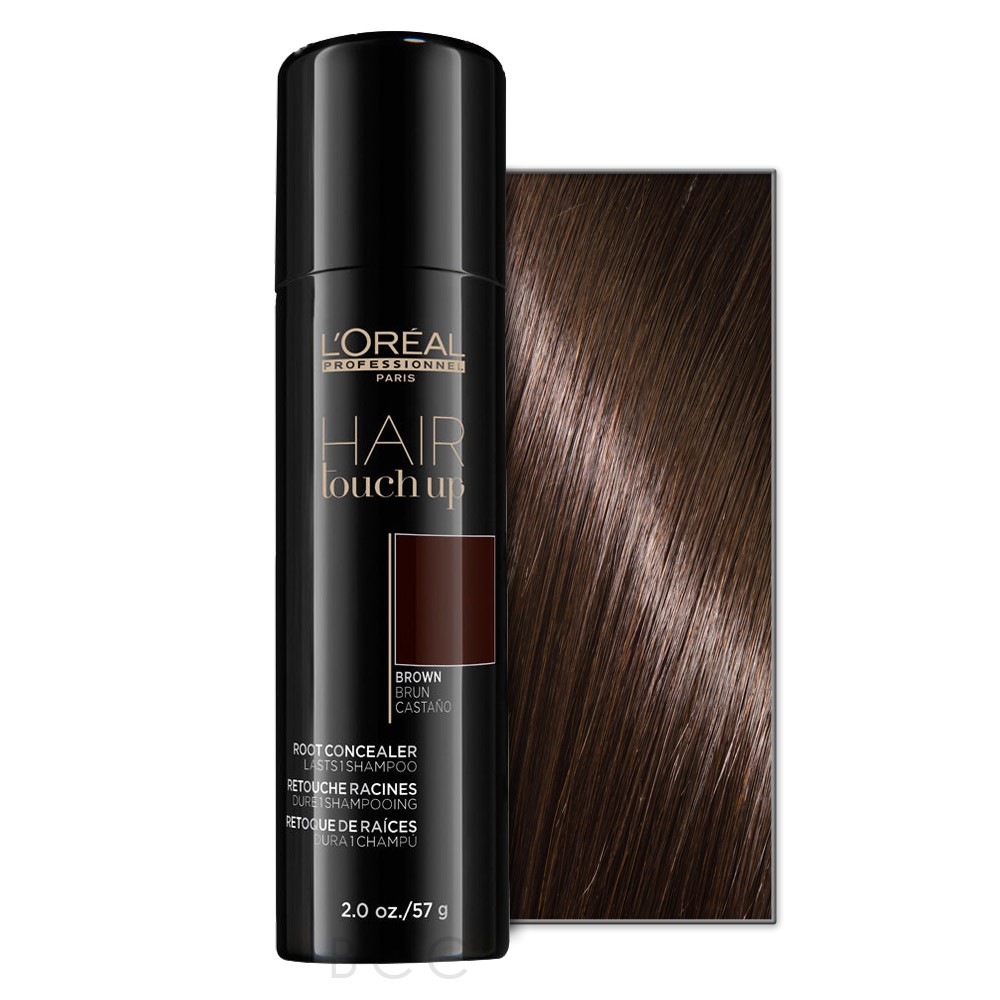 L'ORÉAL
PROFESSIONNEL
PARIS
HAIR
touch up
BROWN
BRUN
CASTAÑO
ROOT CONCEALER
LASTS 1 SHAMPOO
RETOUCHE RACINES
DURE 1 SHAMPOOING
RETOQUE DE RAÍCES
DURA 1 CHAMPÚ
2.0 oz./57 g
BCC